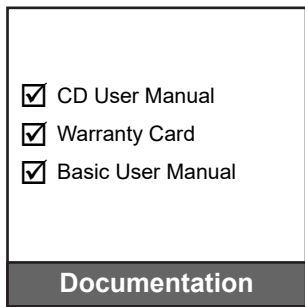 CD User Manual
Warranty Card
Basic User Manual
Documentation